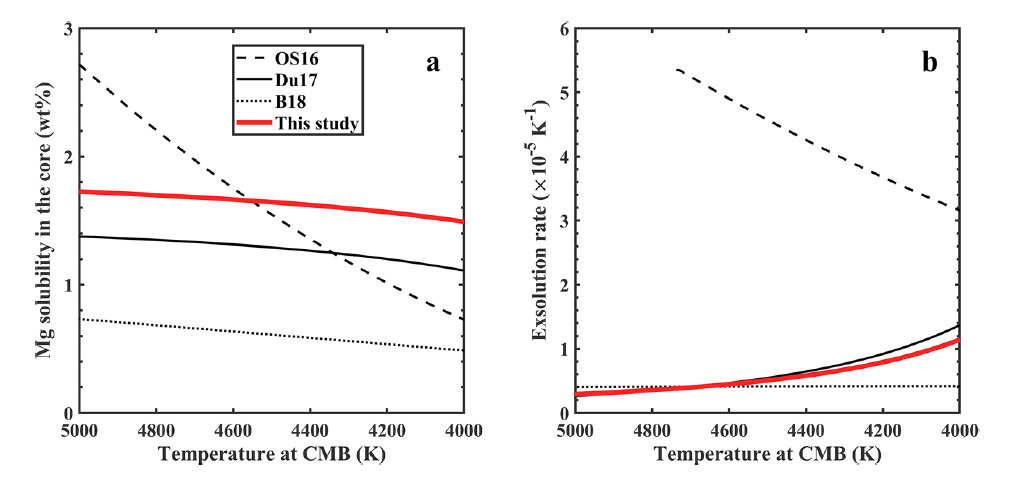 a
OS16
Du17
B18
This study
3
2
1
0
Mg solubility in the core (wt%)
5000 4800 4600 4400 4200 4000
Temperature at CMB (K)
b
6
5
4
3
2
1
0
Exsolution rate (×10⁻⁵ K⁻¹)
5000 4800 4600 4400 4200 4000
Temperature at CMB (K)